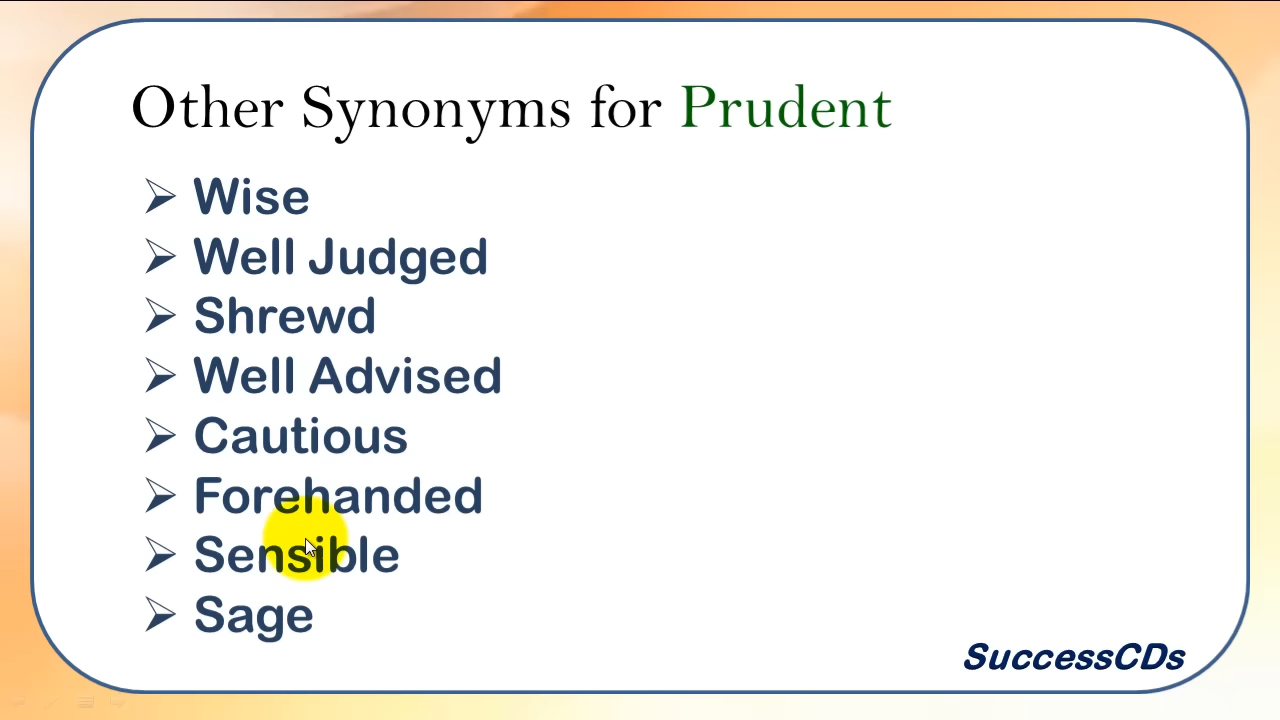 Other Synonyms for Prudent
Wise
Well Judged
Shrewd
Well Advised
Cautious
Forehanded
Sensible
Sage
SuccessCDs